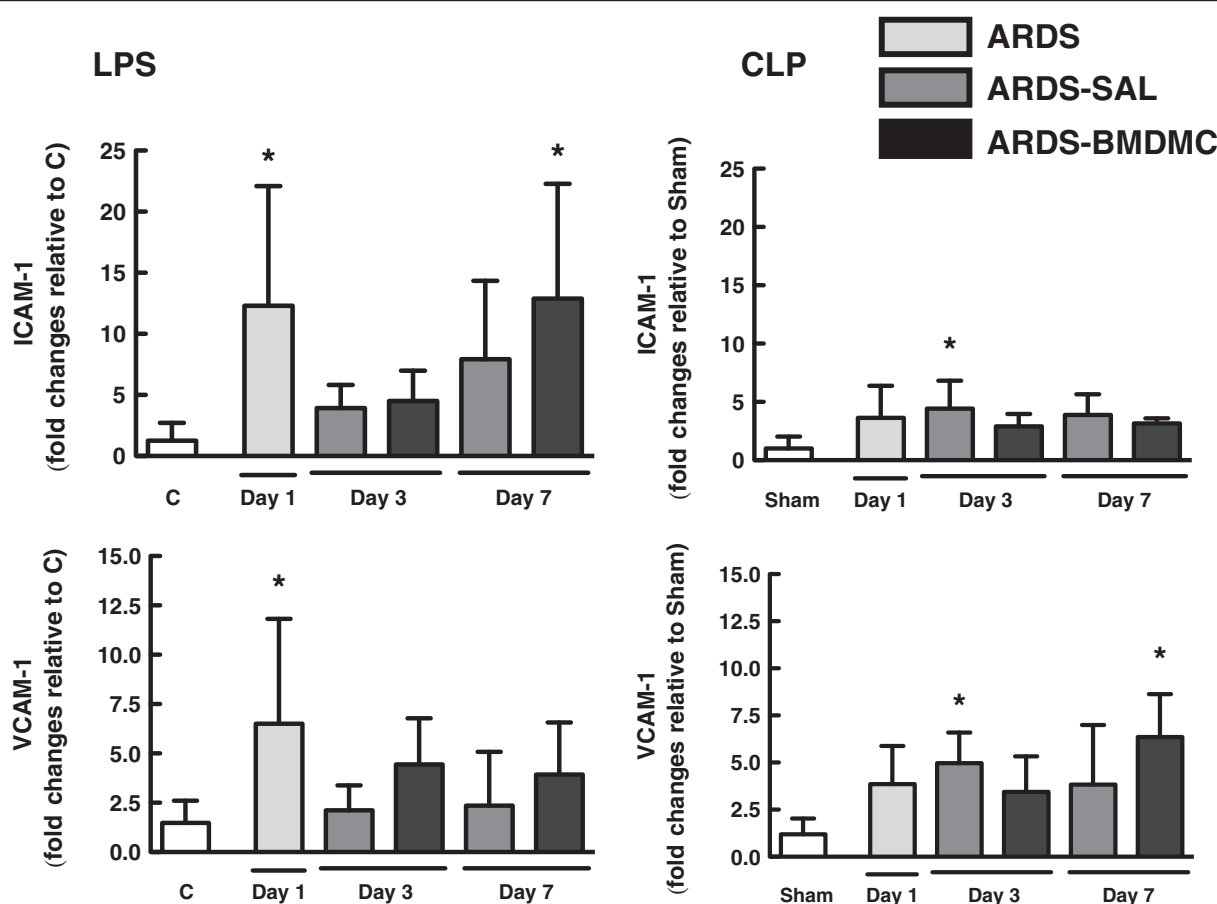 LPS
CLP
ARDS
ARDS-SAL
ARDS-BMDMC
ICAM-1
(fold changes relative to C)
25
20
15
10
5
0
*
*
C
Day 1
Day 3
Day 7
ICAM-1
(fold changes relative to Sham)
25
20
15
10
5
0
*
Sham
Day 1
Day 3
Day 7
VCAM-1
(fold changes relative to C)
15.0
12.5
10.0
7.5
5.0
2.5
0.0
*
C
Day 1
Day 3
Day 7
VCAM-1
(fold changes relative to Sham)
15.0
12.5
10.0
7.5
5.0
2.5
0.0
*
*
Sham
Day 1
Day 3
Day 7